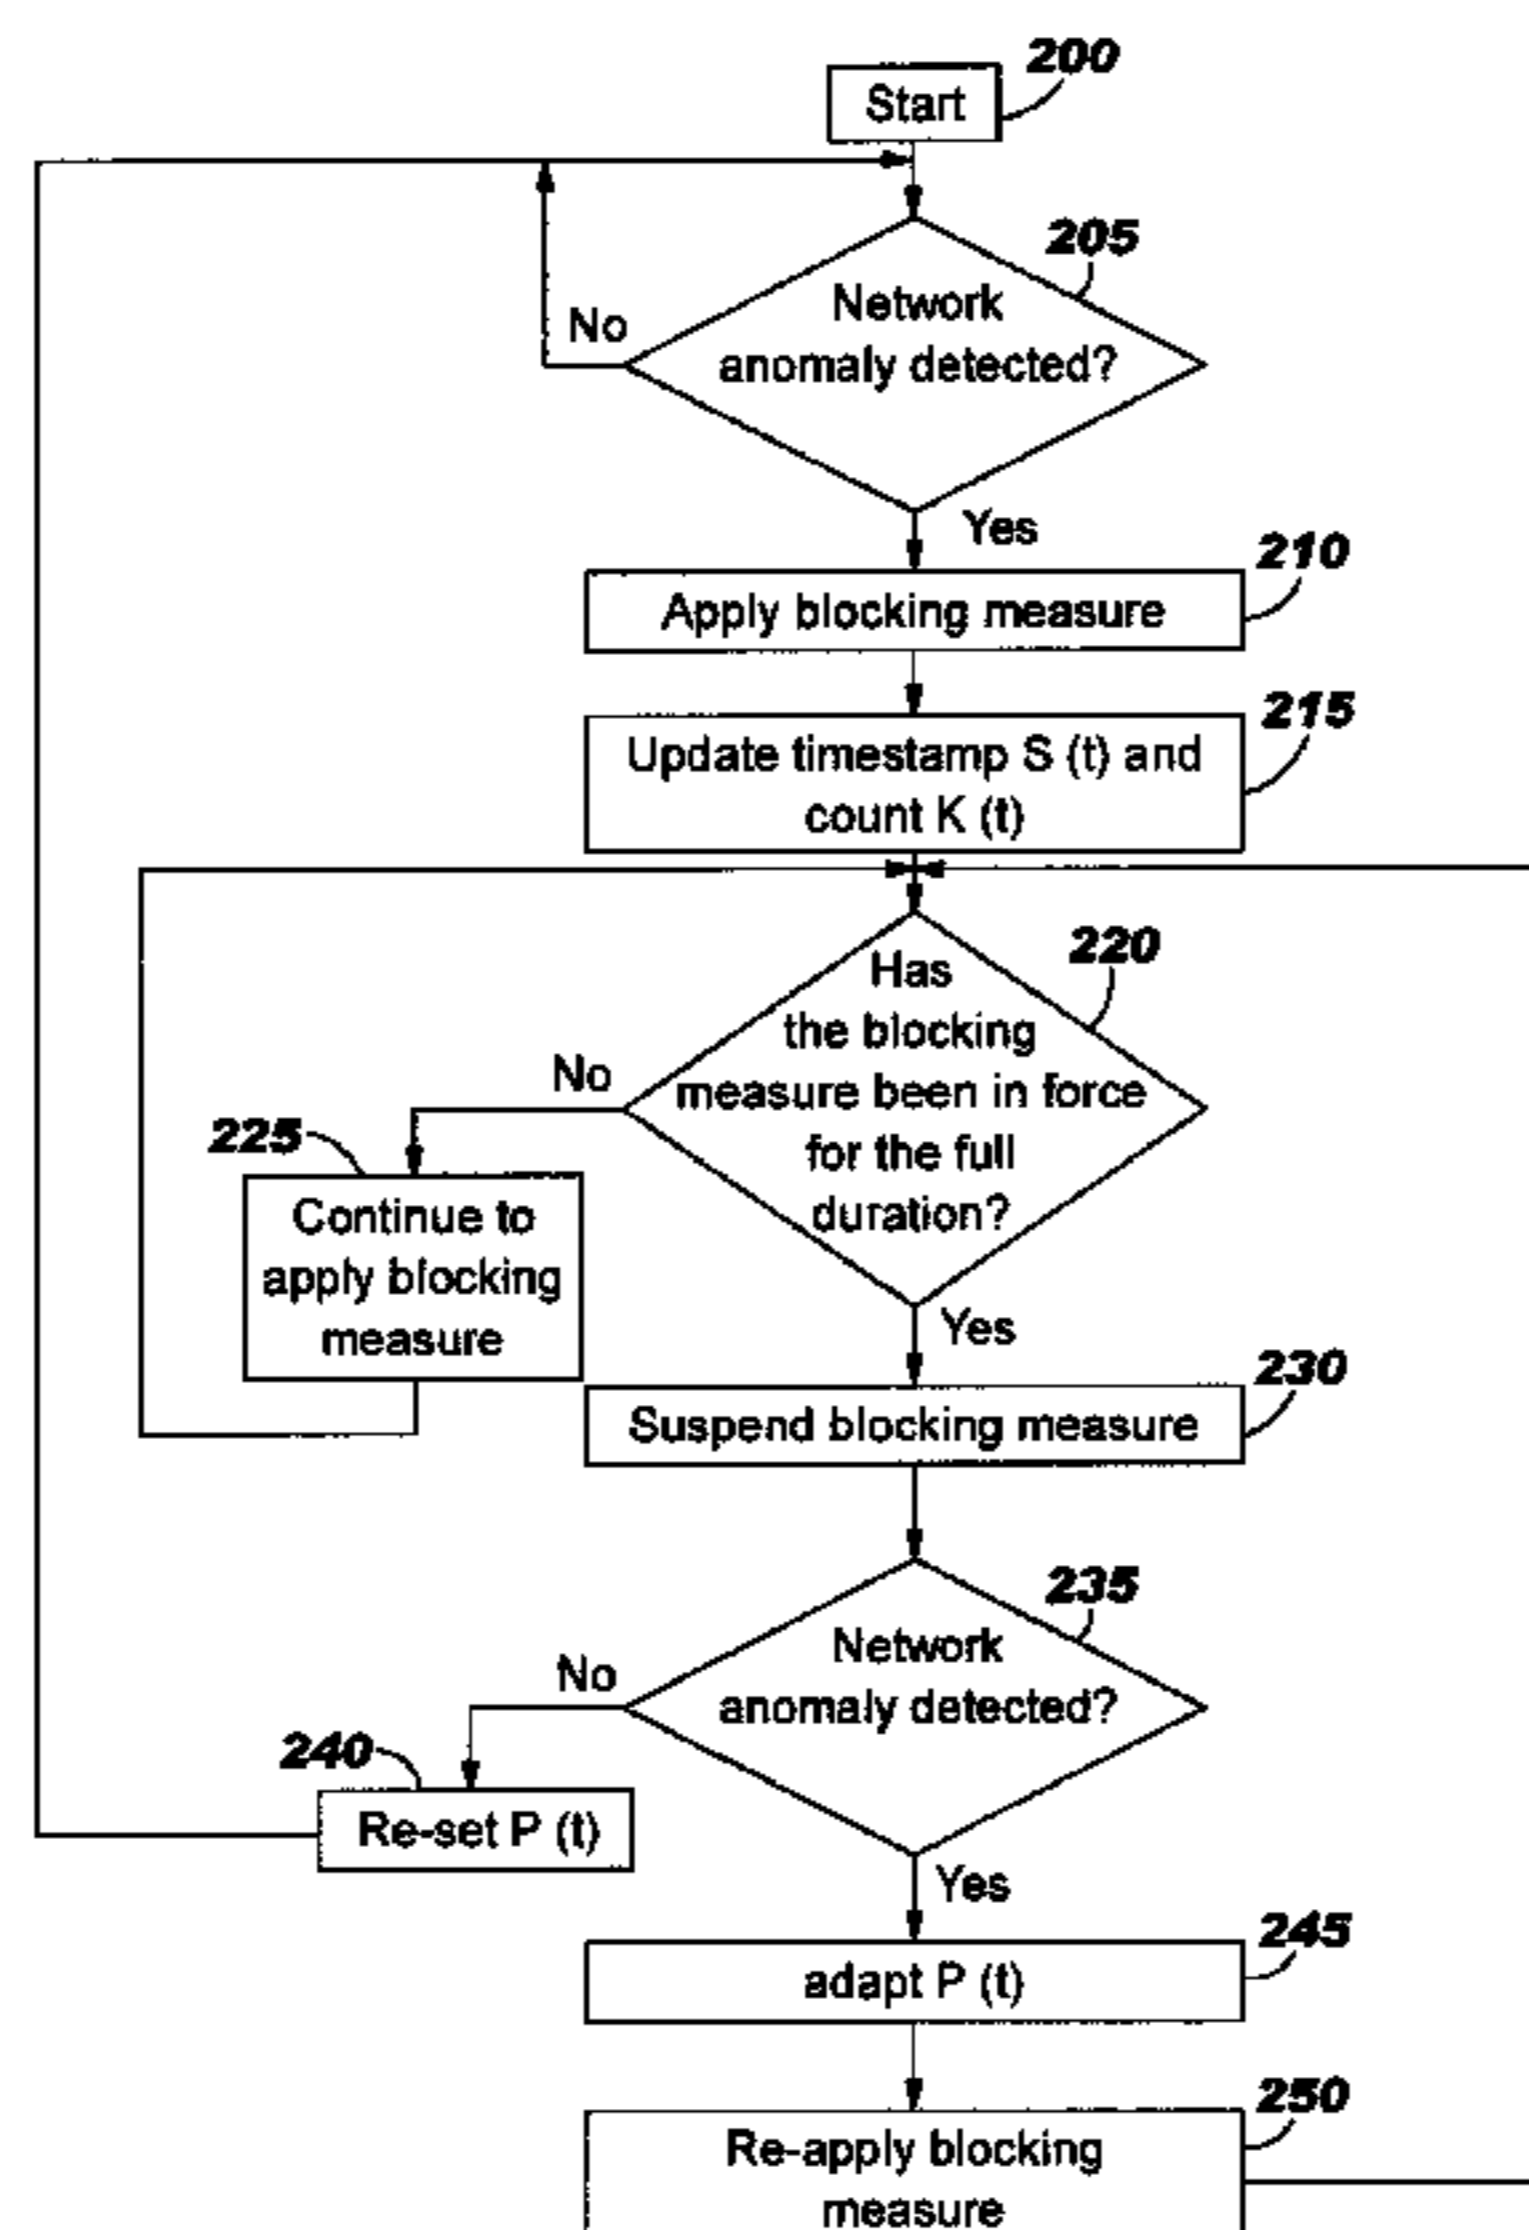 200
Start
205
Network
anomaly detected?
No
Yes
210
Apply blocking measure
215
Update timestamp S (t) and
count K (t)
220
Has
the blocking
measure been in force
for the full
duration?
No
225
Continue to
apply blocking
measure
Yes
230
Suspend blocking measure
235
Network
anomaly detected?
No
240
Re-set P (t)
Yes
245
adapt P (t)
250
Re-apply blocking
measure